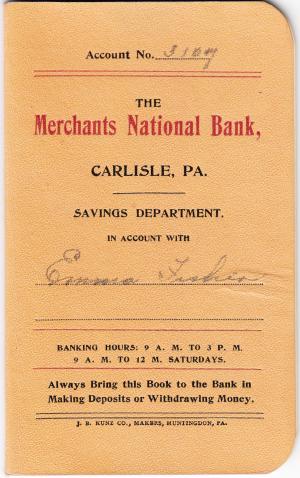 Account No. 3107
THE
Merchants National Bank,
CARLISLE, PA.
SAVINGS DEPARTMENT.
IN ACCOUNT WITH
Emma Fisher
BANKING HOURS: 9 A. M. TO 3 P. M.
9 A. M. TO 12 M. SATURDAYS.
Always Bring this Book to the Bank in
Making Deposits or Withdrawing Money.
J. B. KUNZ CO., MAKERS, HUNTINGDON, PA.